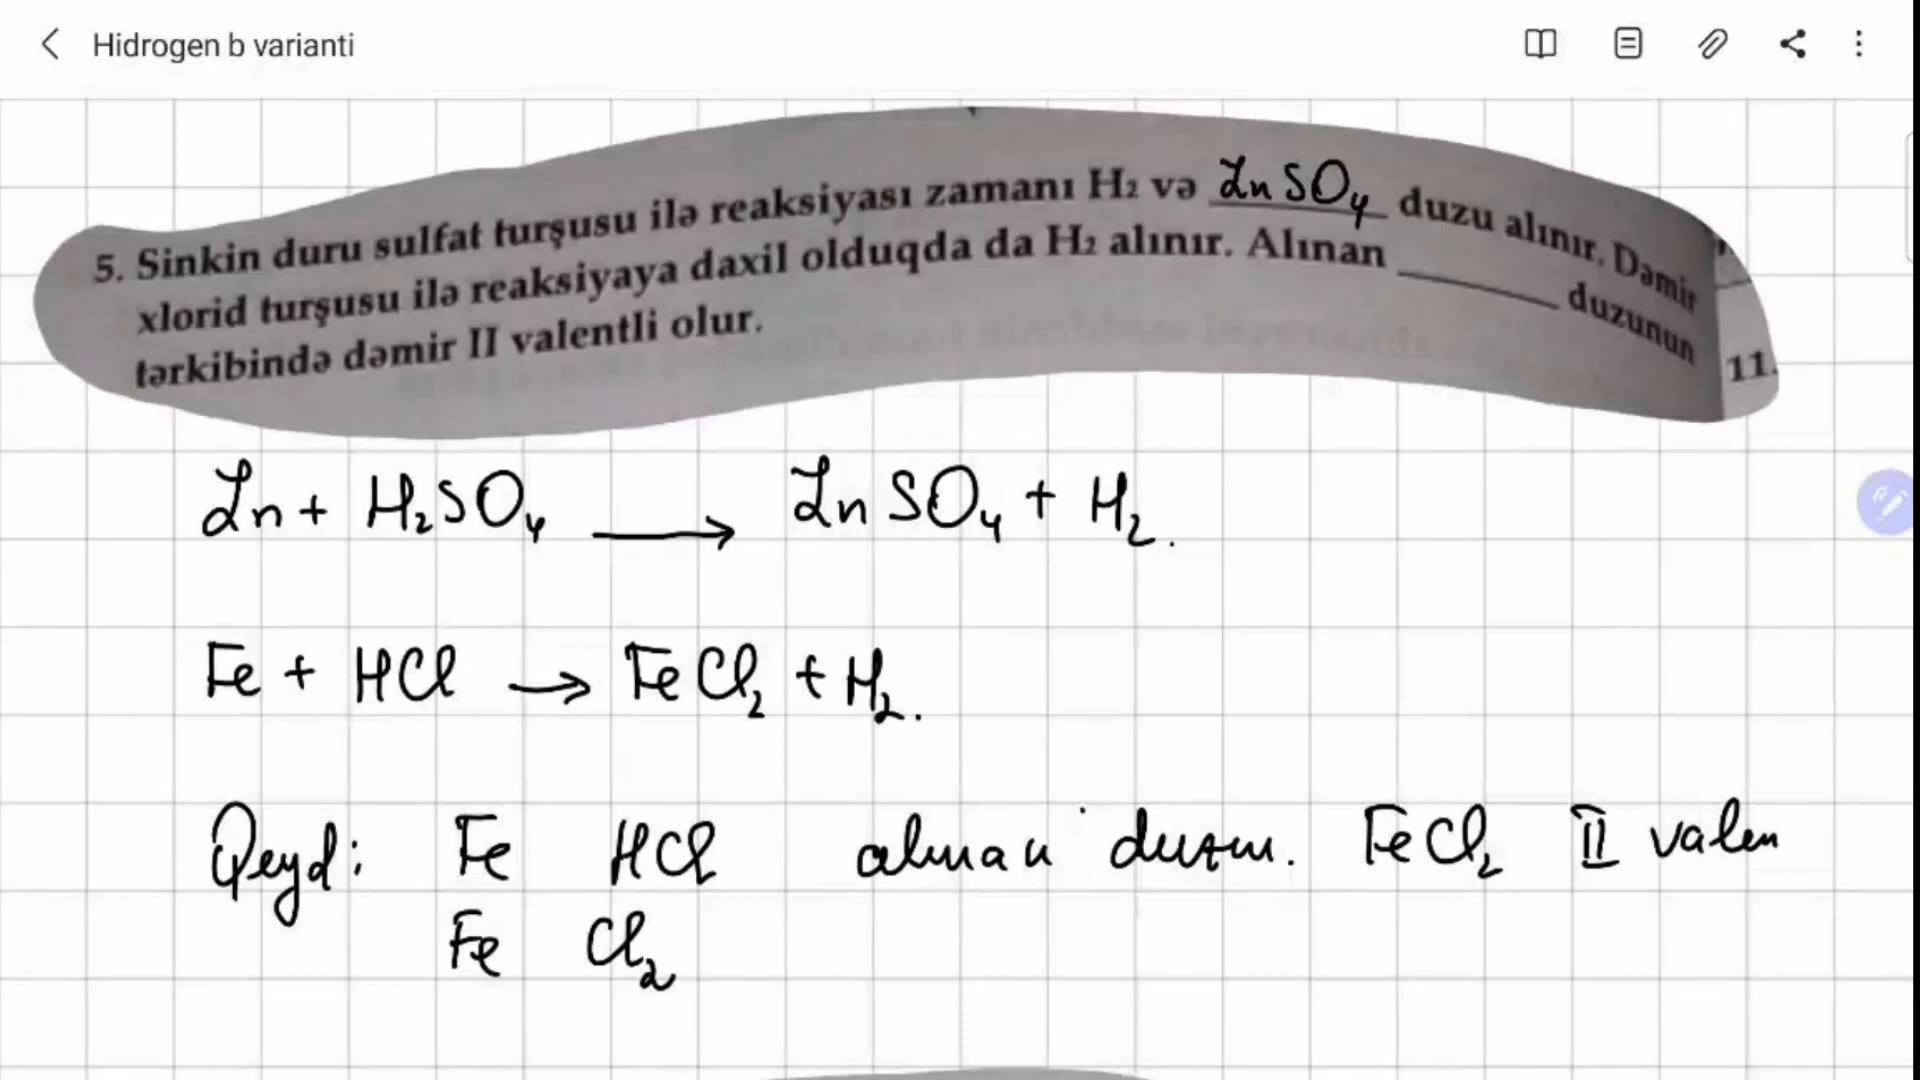 Hidrogen b varianti
5. Sinkin duru sulfat turşusu ilə reaksiyası zamanı H₂ və ZnSO₄ duzu alınır. Dəmir
xlorid turşusu ilə reaksiyaya daxil olduqda da H₂ alınır. Alınan ______ duzunun
tərkibində dəmir II valentli olur.
11.
Zn + H₂SO₄ → ZnSO₄ + H₂.
Fe + HCl → FeCl₂ + H₂.
Qeyd: Fe HCl alınan duzun. FeCl₂ II valen
Fe Cl₂